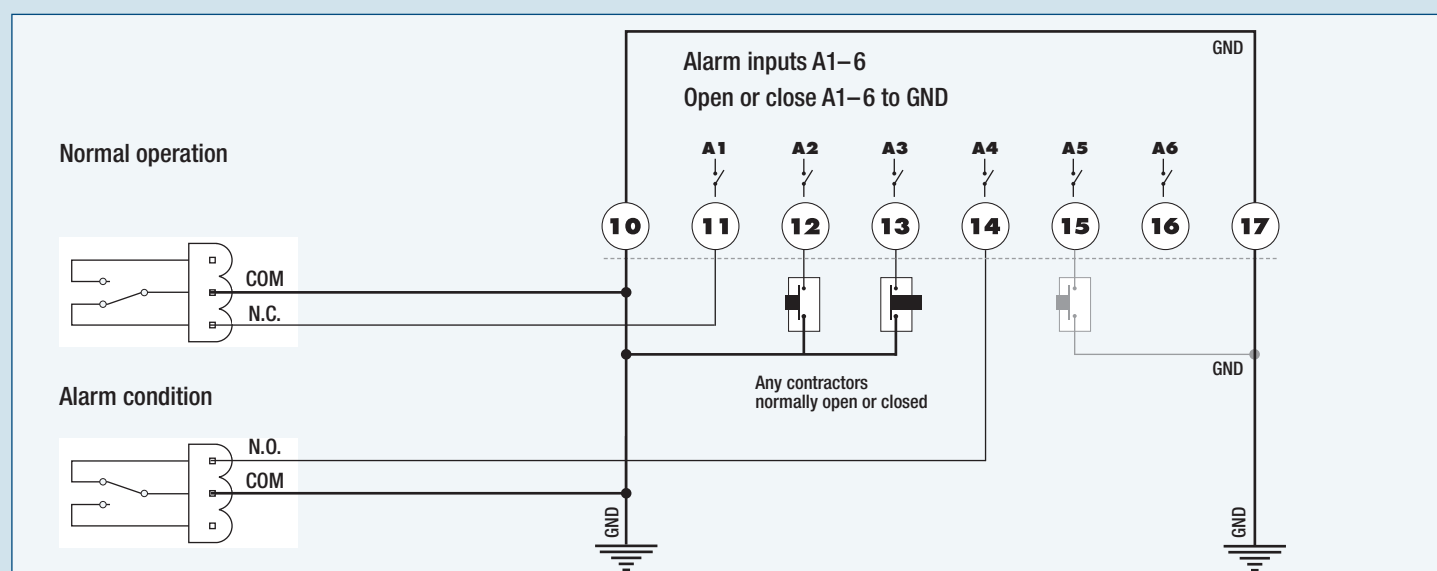 GND
Alarm inputs A1–6
Open or close A1–6 to GND
Normal operation
A1 A2 A3 A4 A5 A6
10 11 12 13 14 15 16 17
COM
N.C.
GND
Any contractors
normally open or closed
Alarm condition
N.O.
COM
GND
GND